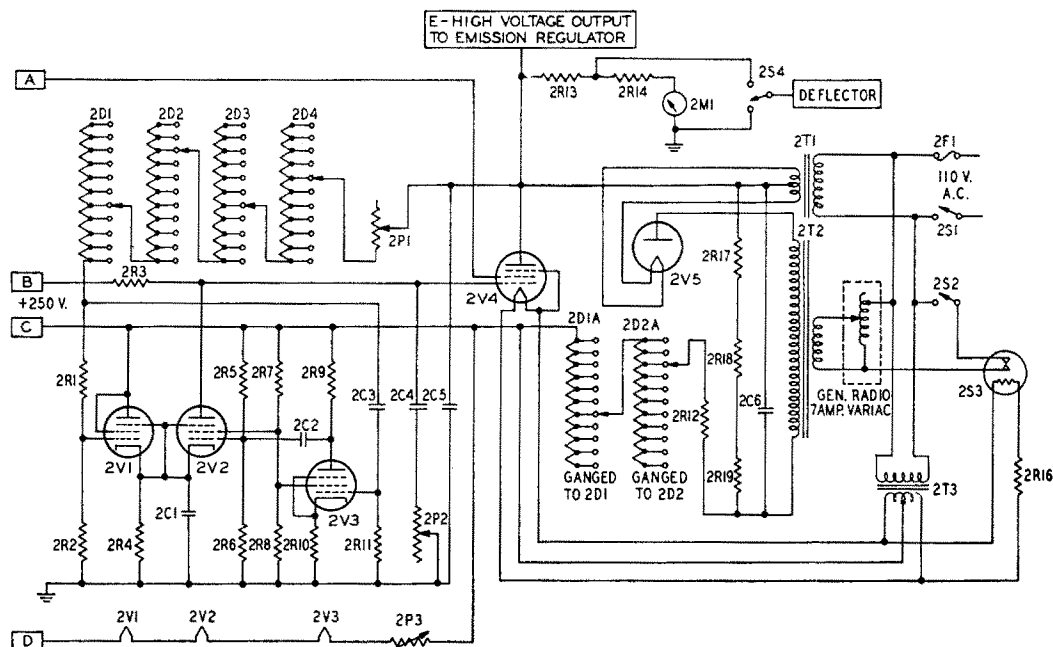 E-HIGH VOLTAGE OUTPUT
TO EMISSION REGULATOR
A
2R13
2R14
2S4
2M1
DEFLECTOR
2D1
2D2
2D3
2D4
2T1
2F1
110 V.
A.C.
2S1
2P1
2T2
2V5
2R17
B
2R3
+250 V.
2V4
2S2
C
2D1A
2D2A
2R1
2R5
2R7
2R9
2C3
2C4
2C5
2R18
2R12
2C6
GEN. RADIO
7AMP. VARIAC
2S3
2C2
2V1
2V2
2V3
GANGED
TO 2D1
GANGED
TO 2D2
2R19
2T3
2R16
2C1
2P2
2R2
2R4
2R6
2R8
2R10
2R11
2V1
2V2
2V3
2P3
D